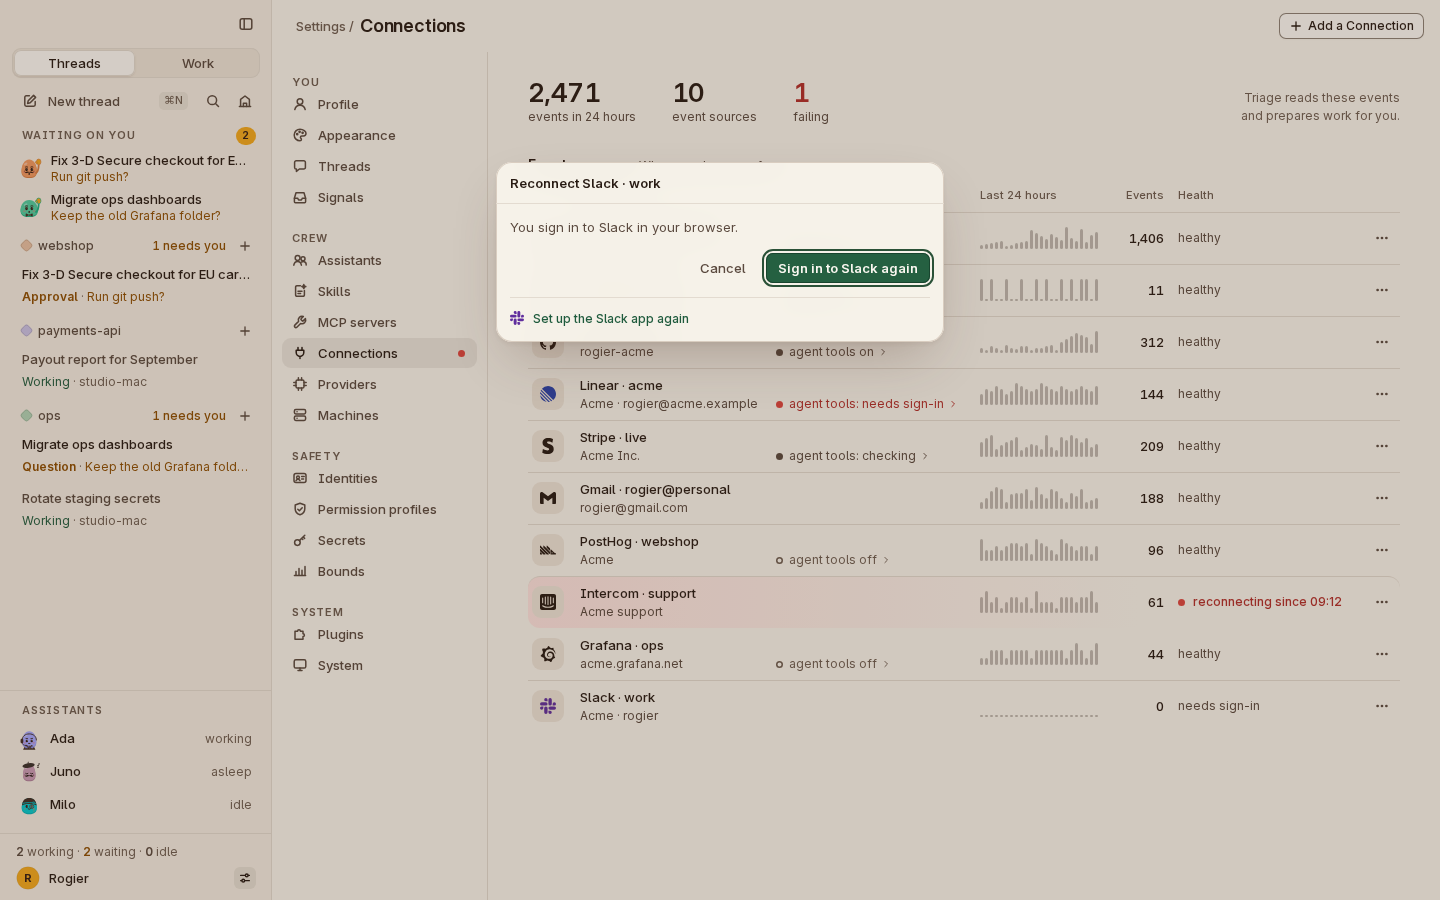 Threads
Work
New thread
⌘N
WAITING ON YOU
2
Fix 3-D Secure checkout for E...
Run git push?
Migrate ops dashboards
Keep the old Grafana folder?
webshop
1 needs you
Fix 3-D Secure checkout for EU car...
Approval · Run git push?
payments-api
Payout report for September
Working · studio-mac
ops
1 needs you
Migrate ops dashboards
Question · Keep the old Grafana fold...
Rotate staging secrets
Working · studio-mac
ASSISTANTS
Ada
working
Juno
asleep
Milo
idle
2 working · 2 waiting · 0 idle
R
Rogier
Settings / Connections
Add a Connection
YOU
Profile
Appearance
Threads
Signals
CREW
Assistants
Skills
MCP servers
Connections
Providers
Machines
SAFETY
Identities
Permission profiles
Secrets
Bounds
SYSTEM
Plugins
System
2,471
events in 24 hours
10
event sources
1
failing
Triage reads these events
and prepares work for you.
Reconnect Slack · work
You sign in to Slack in your browser.
Cancel
Sign in to Slack again
Set up the Slack app again
Last 24 hours
Events
Health
1,406
healthy
11
healthy
rogier-acme
agent tools on
312
healthy
Linear · acme
Acme · rogier@acme.example
agent tools: needs sign-in
144
healthy
Stripe · live
Acme Inc.
agent tools: checking
209
healthy
Gmail · rogier@personal
rogier@gmail.com
188
healthy
PostHog · webshop
Acme
agent tools off
96
healthy
Intercom · support
Acme support
61
reconnecting since 09:12
Grafana · ops
acme.grafana.net
agent tools off
44
healthy
Slack · work
Acme · rogier
0
needs sign-in